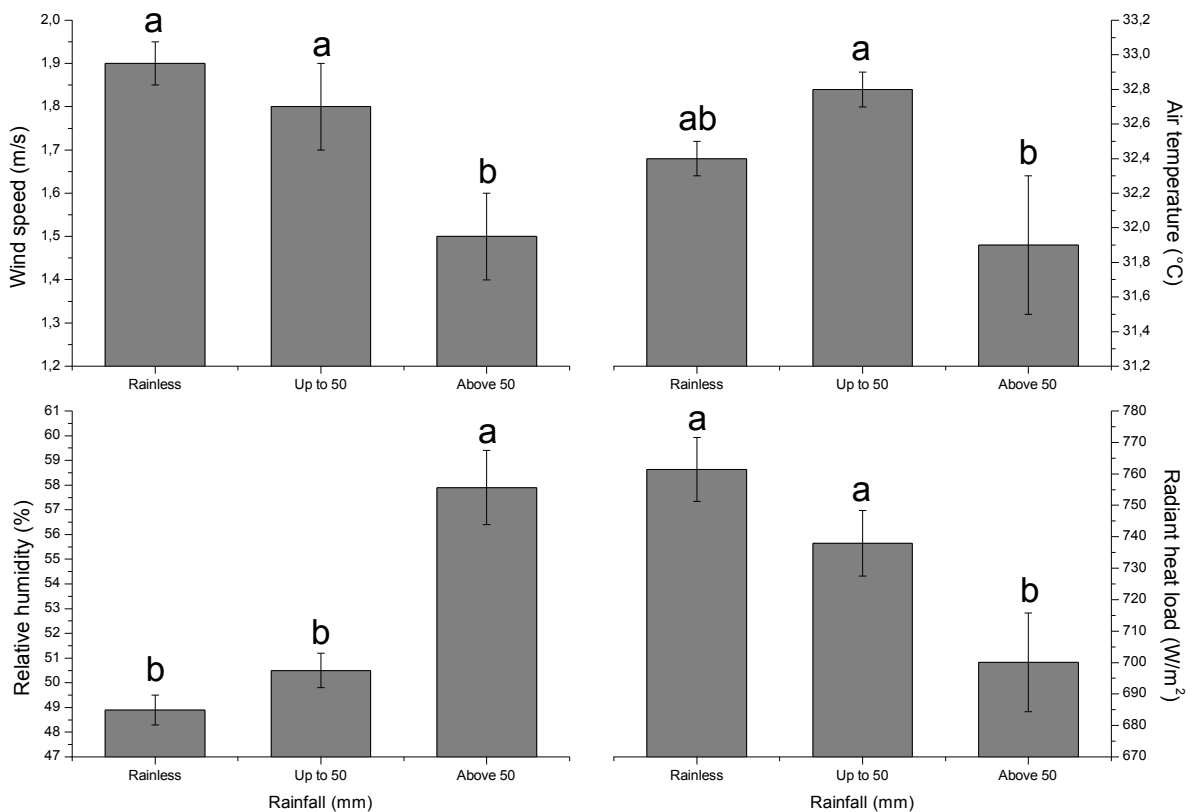 Wind speed (m/s)
2,0
1,9
1,8
1,7
1,6
1,5
1,4
1,3
1,2
a
a
b
Rainless
Up to 50
Above 50
ab
a
b
Rainless
Up to 50
Above 50
33,2
33,0
32,8
32,6
32,4
32,2
32,0
31,8
31,6
31,4
31,2
Air temperature (°C)
Relative humidity (%)
61
60
59
58
57
56
55
54
53
52
51
50
49
48
47
b
b
a
Rainless
Up to 50
Above 50
Rainfall (mm)
a
a
b
Rainless
Up to 50
Above 50
Rainfall (mm)
780
770
760
750
740
730
720
710
700
690
680
670
Radiant heat load (W/m²)